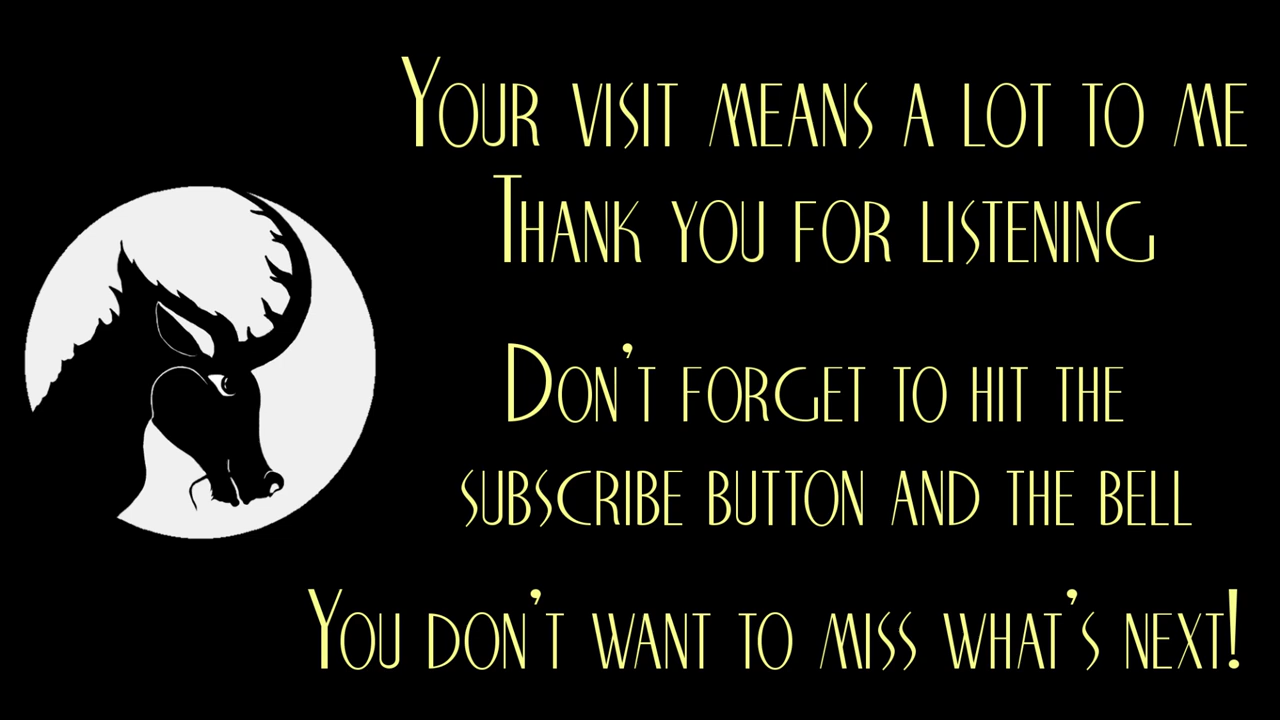 Your visit means a lot to me
Thank you for listening
Don't forget to hit the
subscribe button and the bell
You don't want to miss what's next!